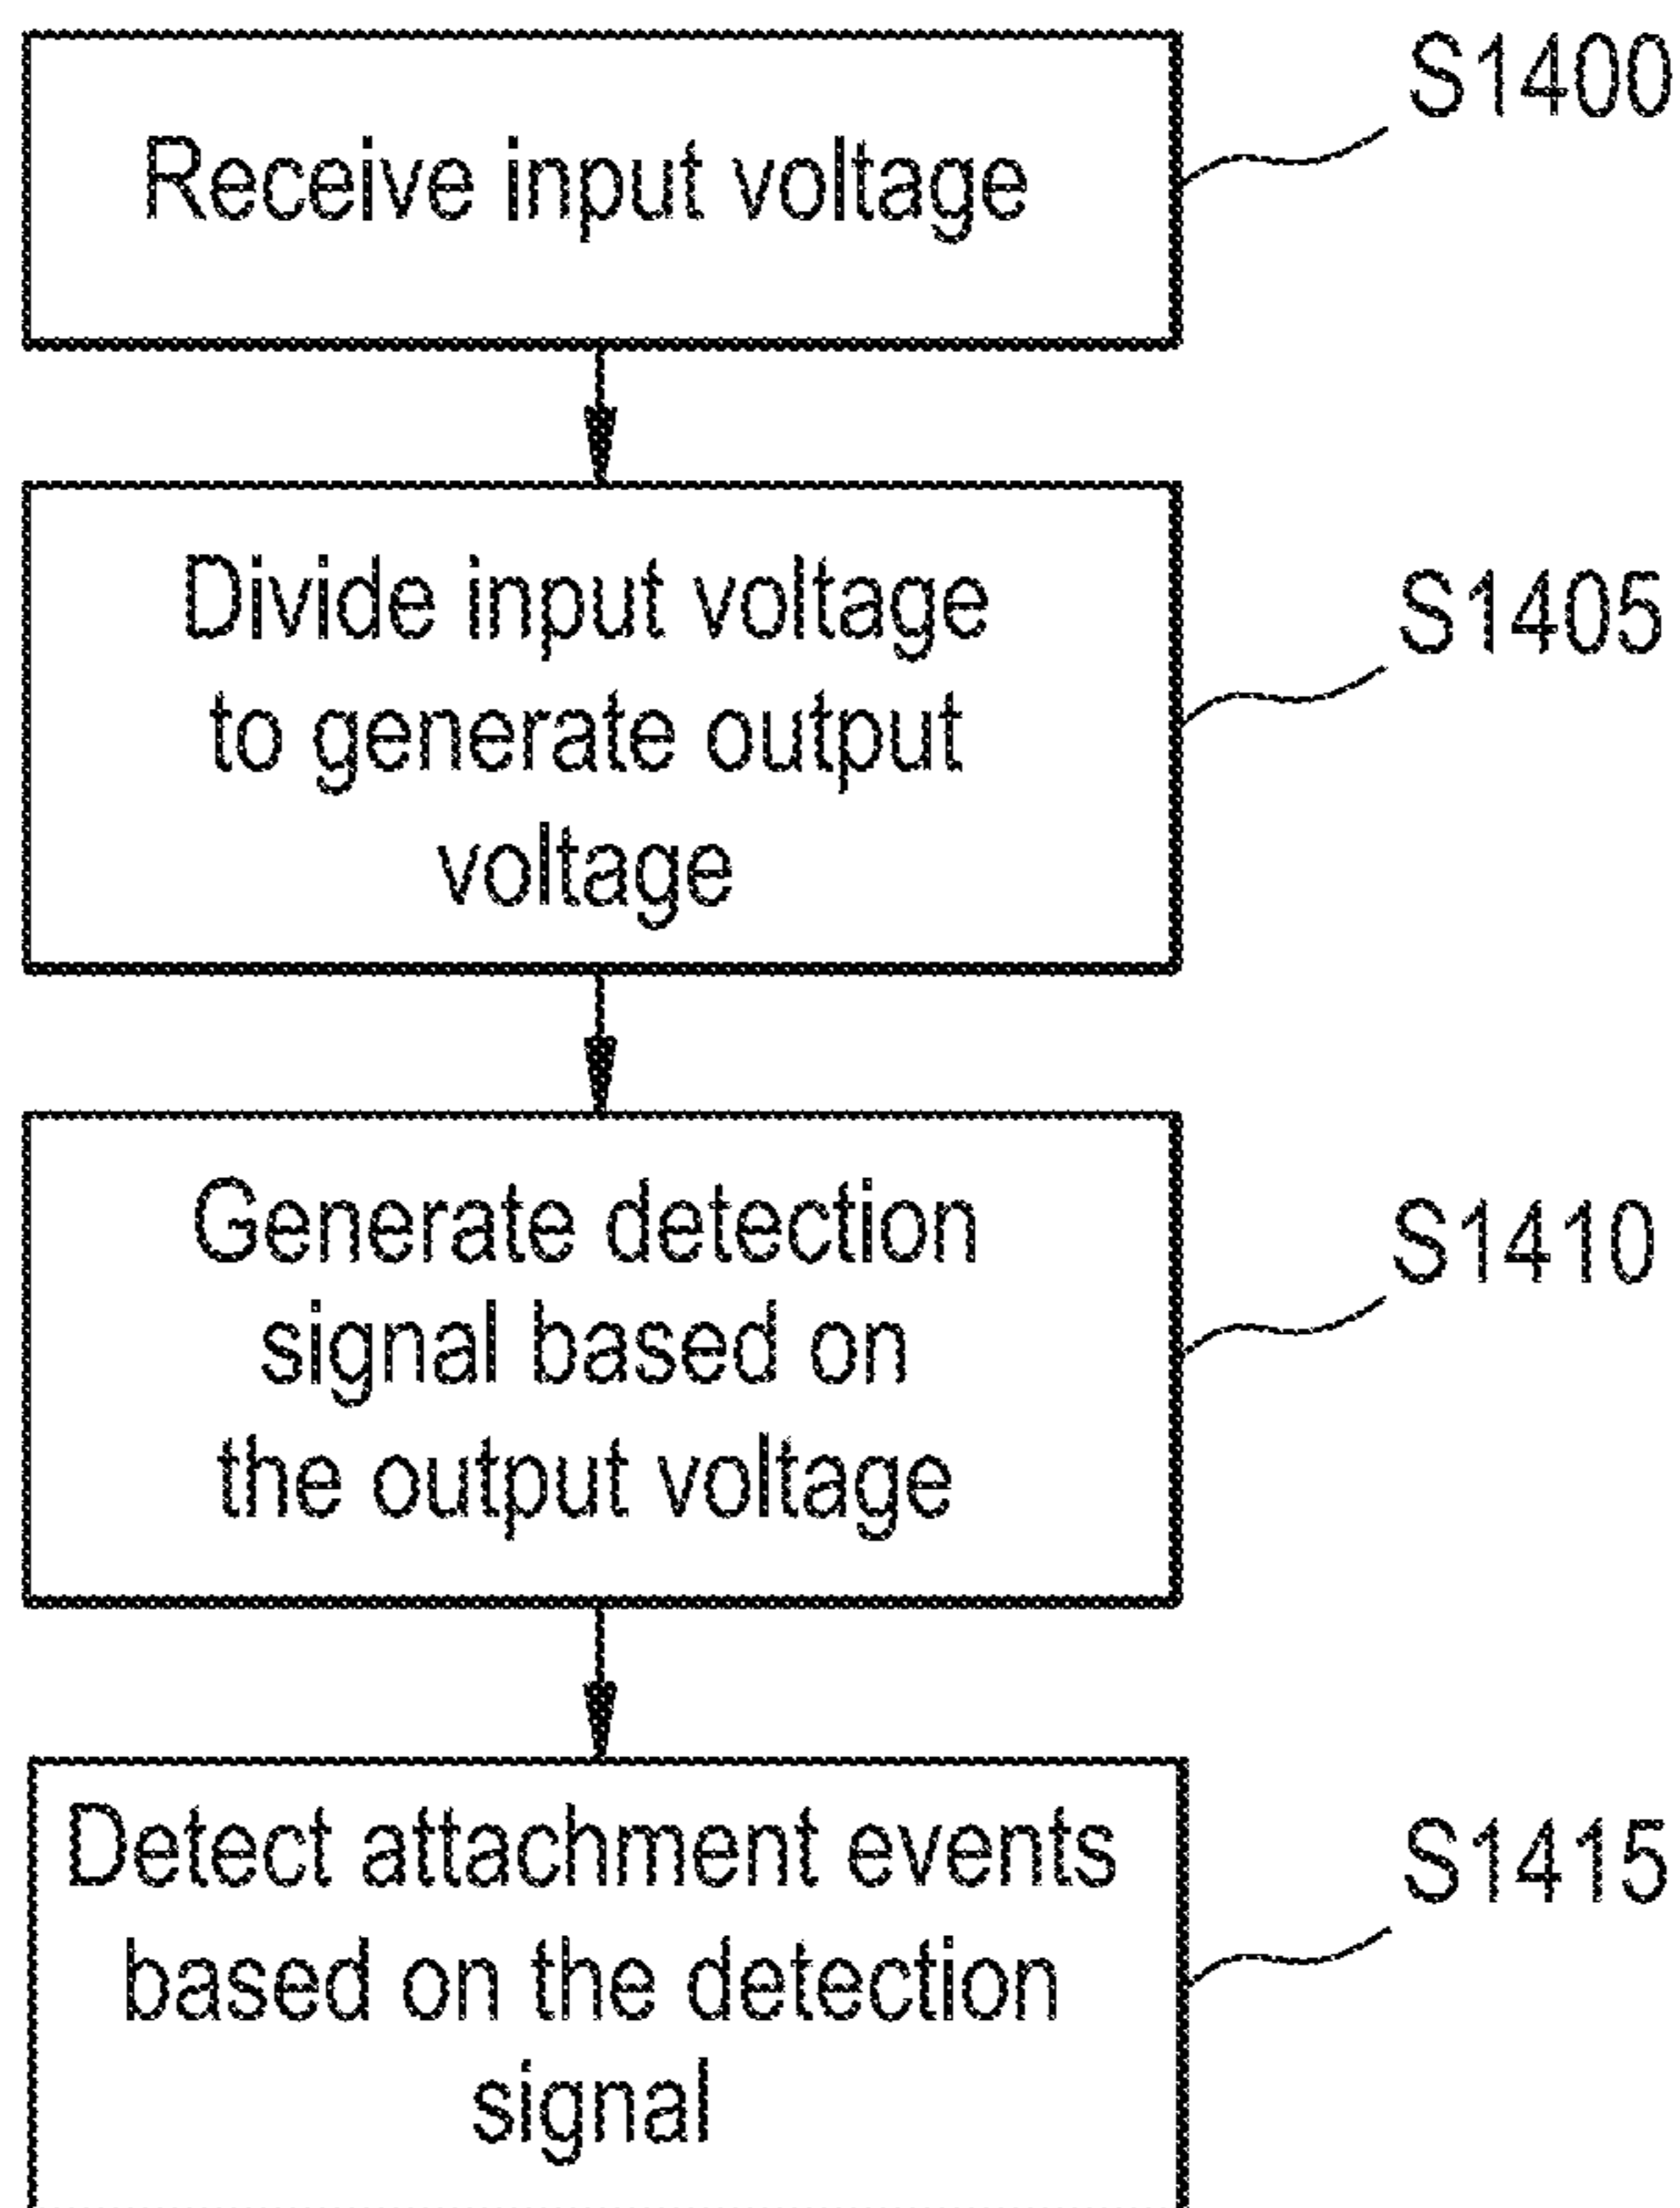 Receive input voltage
S1400
Divide input voltage
to generate output
voltage
S1405
Generate detection
signal based on
the output voltage
S1410
Detect attachment events
based on the detection
signal
S1415